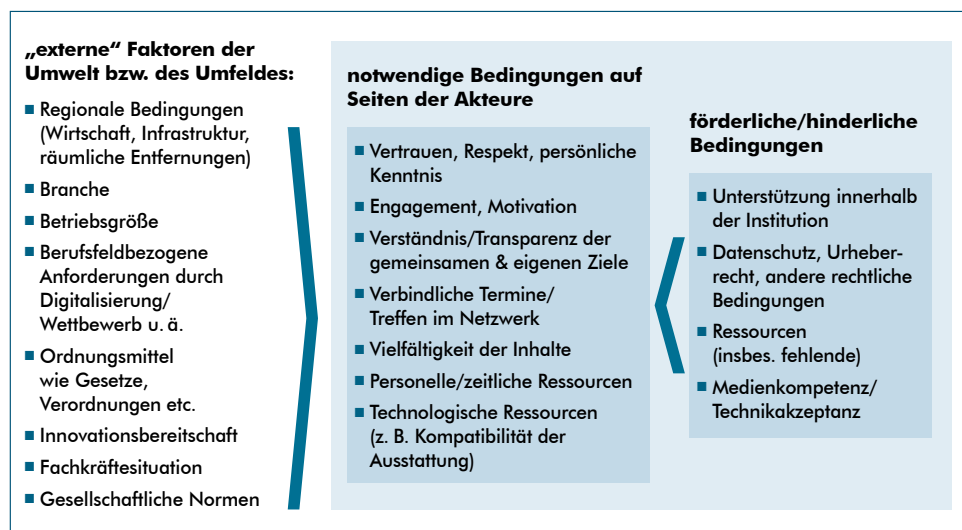 „externe“ Faktoren der
Umwelt bzw. des Umfeldes:
■ Regionale Bedingungen
(Wirtschaft, Infrastruktur,
räumliche Entfernungen)
■ Branche
■ Betriebsgröße
■ Berufsfeldbezogene
Anforderungen durch
Digitalisierung/
Wettbewerb u. ä.
■ Ordnungsmittel
wie Gesetze,
Verordnungen etc.
■ Innovationsbereitschaft
■ Fachkräftesituation
■ Gesellschaftliche Normen
notwendige Bedingungen auf
Seiten der Akteure
■ Vertrauen, Respekt, persönliche
Kenntnis
■ Engagement, Motivation
■ Verständnis/Transparenz der
gemeinsamen & eigenen Ziele
■ Verbindliche Termine/
Treffen im Netzwerk
■ Vielfältigkeit der Inhalte
■ Personelle/zeitliche Ressourcen
■ Technologische Ressourcen
(z. B. Kompatibilität der
Ausstattung)
förderliche/hinderliche
Bedingungen
■ Unterstützung innerhalb
der Institution
■ Datenschutz, Urheber-
recht, andere rechtliche
Bedingungen
■ Ressourcen
(insbes. fehlende)
■ Medienkompetenz/
Technikakzeptanz